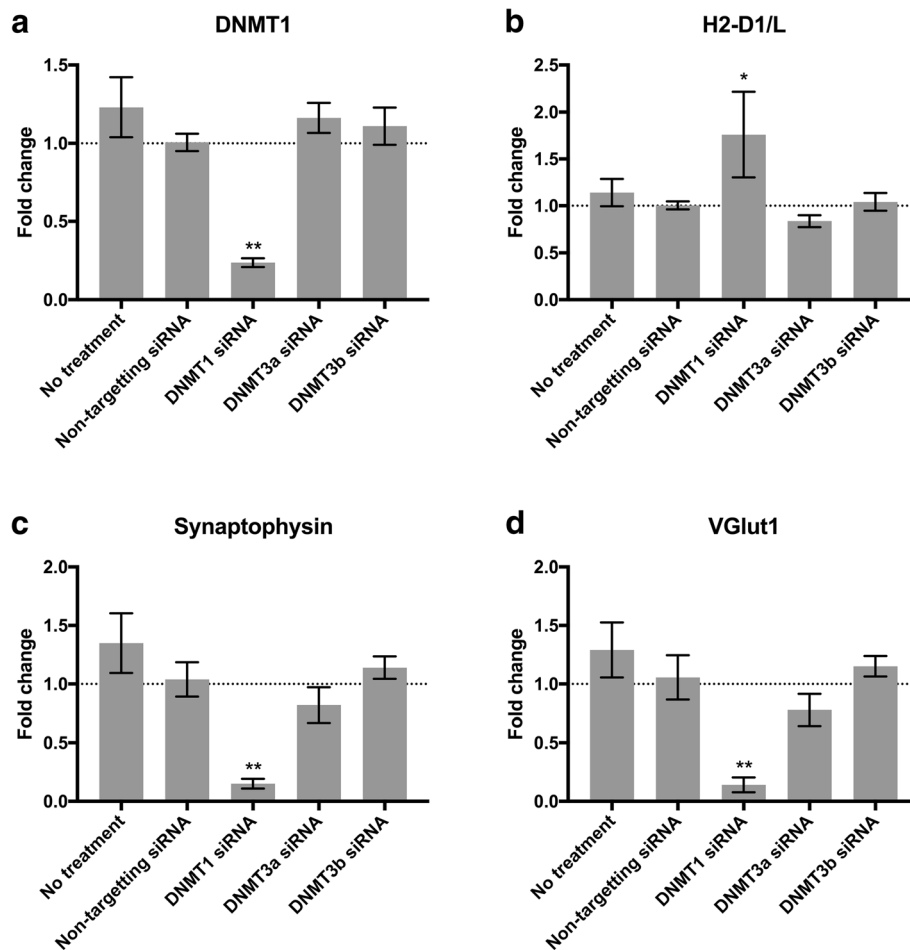 a
DNMT1
Fold change
1.5
1.0
0.5
0.0
**
No treatment
Non-targetting siRNA
DNMT1 siRNA
DNMT3a siRNA
DNMT3b siRNA
b
H2-D1/L
Fold change
2.5
2.0
1.5
1.0
0.5
0.0
*
No treatment
Non-targetting siRNA
DNMT1 siRNA
DNMT3a siRNA
DNMT3b siRNA
c
Synaptophysin
Fold change
2.0
1.5
1.0
0.5
0.0
**
No treatment
Non-targetting siRNA
DNMT1 siRNA
DNMT3a siRNA
DNMT3b siRNA
d
VGlut1
Fold change
2.0
1.5
1.0
0.5
0.0
**
No treatment
Non-targetting siRNA
DNMT1 siRNA
DNMT3a siRNA
DNMT3b siRNA